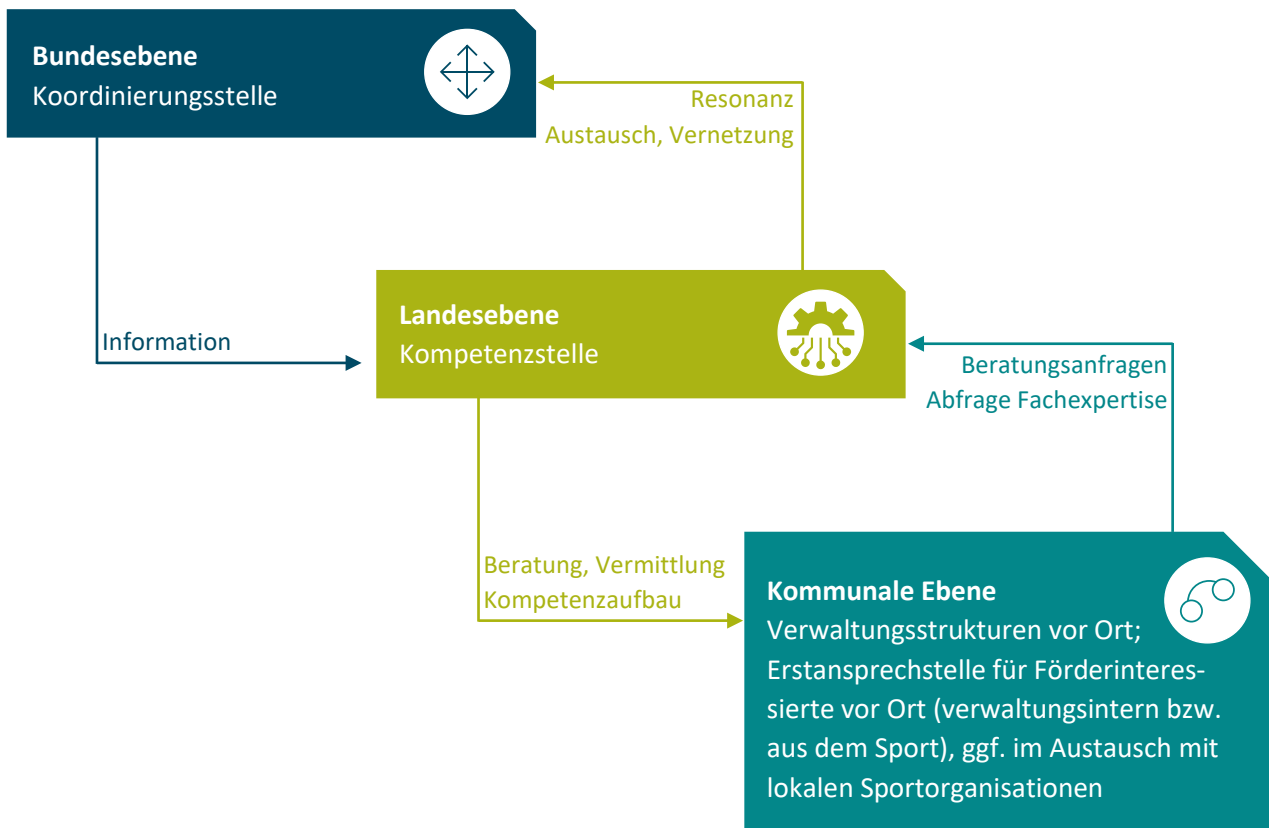 Bundesebene
Koordinierungsstelle
Resonanz
Austausch, Vernetzung
Landesebene
Kompetenzstelle
Information
Beratungsanfragen
Abfrage Fachexpertise
Beratung, Vermittlung
Kompetenzaufbau
Kommunale Ebene
Verwaltungsstrukturen vor Ort;
Erstansprechstelle für Förderinteres-
sierte vor Ort (verwaltungsintern bzw.
aus dem Sport), ggf. im Austausch mit
lokalen Sportorganisationen